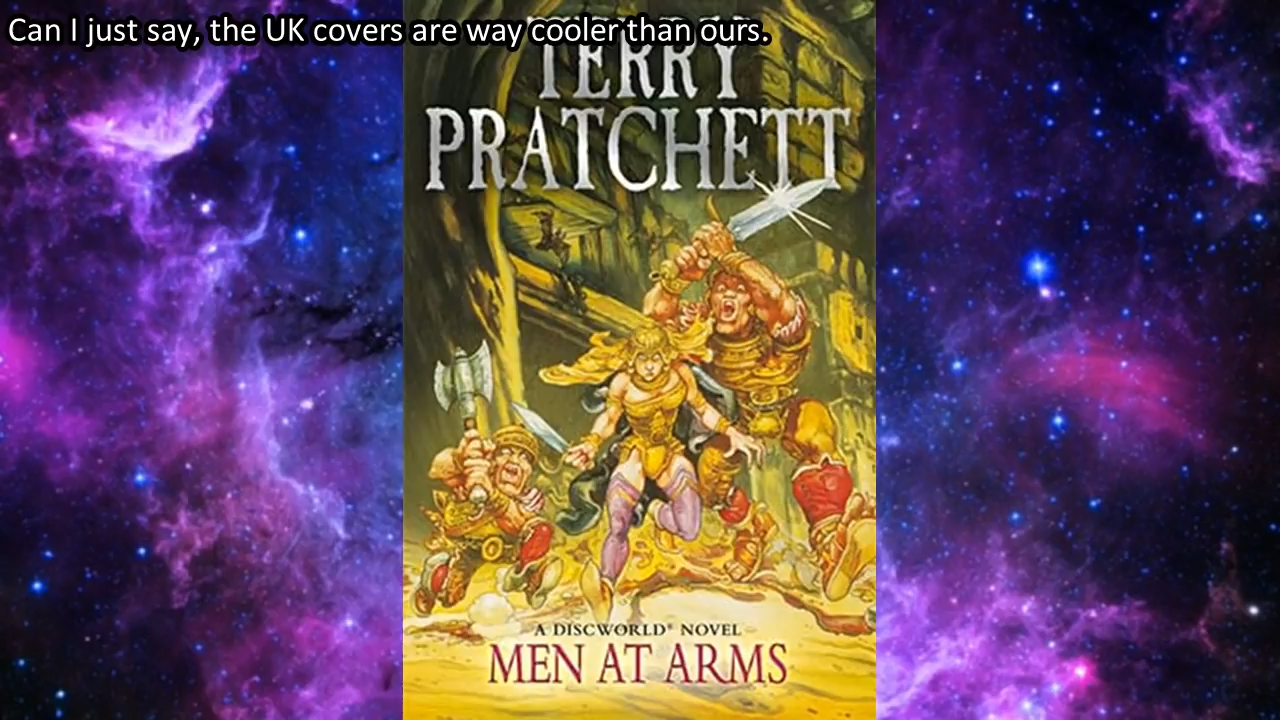 Can I just say, the UK covers are way cooler than ours.
TERRY
PRATCHETT
A DISCWORLD® NOVEL
MEN AT ARMS